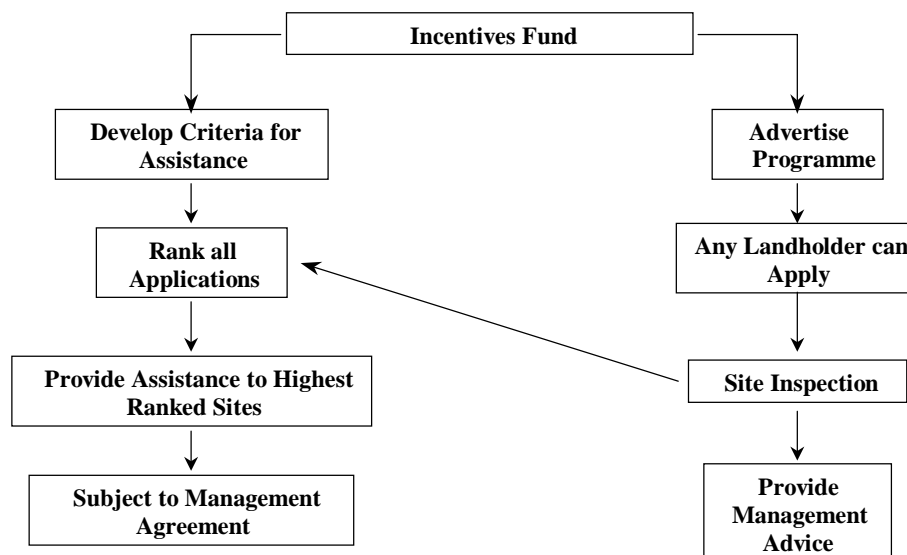 Incentives Fund
Develop Criteria for
Assistance
Advertise
Programme
Rank all
Applications
Any Landholder can
Apply
Provide Assistance to Highest
Ranked Sites
Site Inspection
Subject to Management
Agreement
Provide
Management
Advice